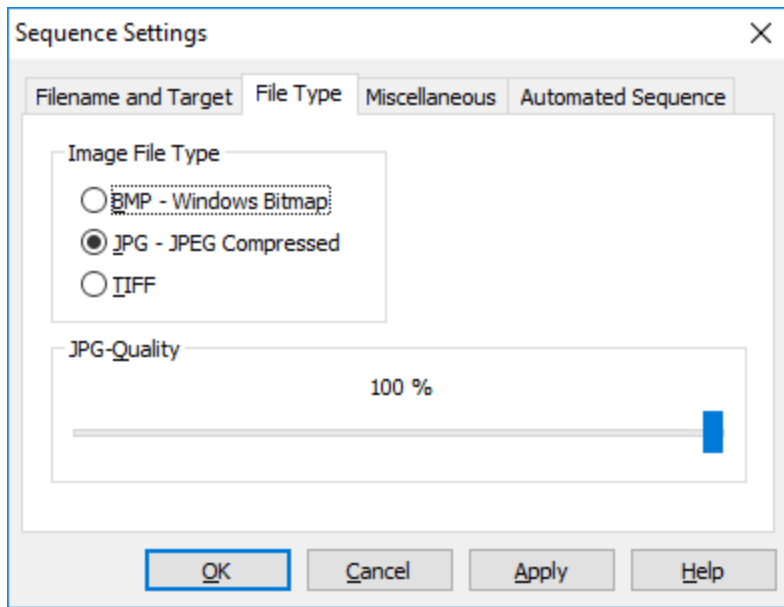 Sequence Settings
Filename and Target File Type Miscellaneous Automated Sequence
Image File Type
BMP - Windows Bitmap
JPG - JPEG Compressed
TIFF
JPG-Quality
100 %
OK Cancel Apply Help